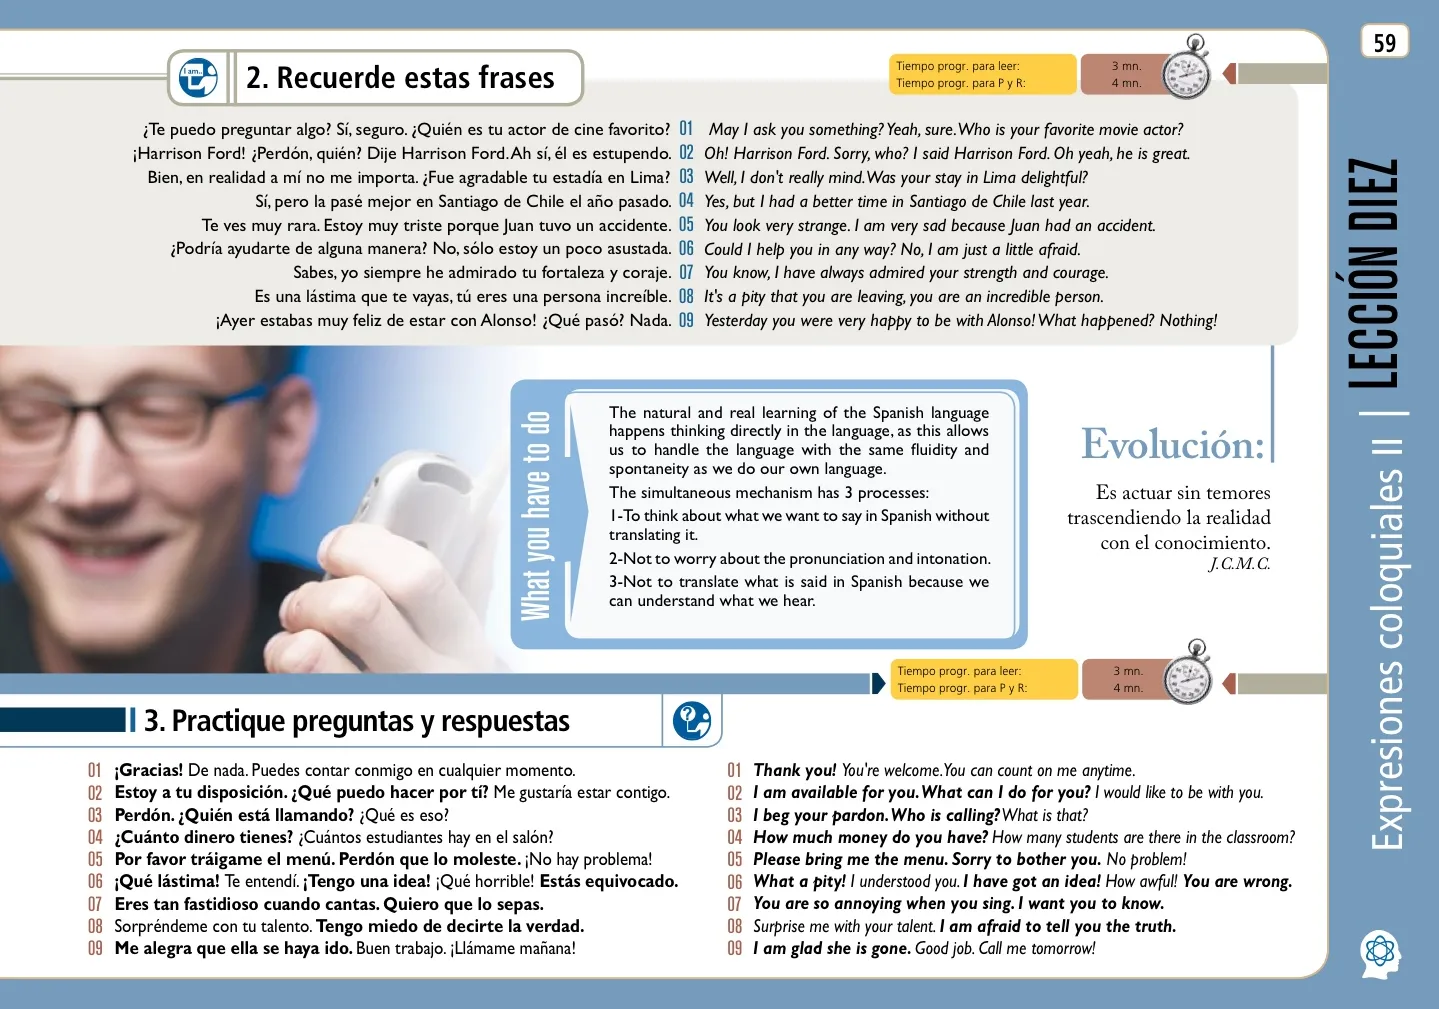 59
2. Recuerde estas frases
I am..
Tiempo progr. para leer: 3 mn.
Tiempo progr. para P y R: 4 mn.
¿Te puedo preguntar algo? Sí, seguro. ¿Quién es tu actor de cine favorito? 01 May I ask you something? Yeah, sure. Who is your favorite movie actor?
¡Harrison Ford! ¿Perdón, quién? Dije Harrison Ford. Ah sí, él es estupendo. 02 Oh! Harrison Ford. Sorry, who? I said Harrison Ford. Oh yeah, he is great.
Bien, en realidad a mí no me importa. ¿Fue agradable tu estadía en Lima? 03 Well, I don't really mind. Was your stay in Lima delightful?
Sí, pero la pasé mejor en Santiago de Chile el año pasado. 04 Yes, but I had a better time in Santiago de Chile last year.
Te ves muy rara. Estoy muy triste porque Juan tuvo un accidente. 05 You look very strange. I am very sad because Juan had an accident.
¿Podría ayudarte de alguna manera? No, sólo estoy un poco asustada. 06 Could I help you in any way? No, I am just a little afraid.
Sabes, yo siempre he admirado tu fortaleza y coraje. 07 You know, I have always admired your strength and courage.
Es una lástima que te vayas, tú eres una persona increíble. 08 It's a pity that you are leaving, you are an incredible person.
¡Ayer estabas muy feliz de estar con Alonso! ¿Qué pasó? Nada. 09 Yesterday you were very happy to be with Alonso! What happened? Nothing!
What you have to do
The natural and real learning of the Spanish language
happens thinking directly in the language, as this allows
us to handle the language with the same fluidity and
spontaneity as we do our own language.
The simultaneous mechanism has 3 processes:
1-To think about what we want to say in Spanish without
translating it.
2-Not to worry about the pronunciation and intonation.
3-Not to translate what is said in Spanish because we
can understand what we hear.
Evolución:
Es actuar sin temores
trascendiendo la realidad
con el conocimiento.
J.C.M.C.
Tiempo progr. para leer: 3 mn.
Tiempo progr. para P y R: 4 mn.
3. Practique preguntas y respuestas
?
01 ¡Gracias! De nada. Puedes contar conmigo en cualquier momento.
02 Estoy a tu disposición. ¿Qué puedo hacer por tí? Me gustaría estar contigo.
03 Perdón. ¿Quién está llamando? ¿Qué es eso?
04 ¿Cuánto dinero tienes? ¿Cuántos estudiantes hay en el salón?
05 Por favor tráigame el menú. Perdón que lo moleste. ¡No hay problema!
06 ¡Qué lástima! Te entendí. ¡Tengo una idea! ¡Qué horrible! Estás equivocado.
07 Eres tan fastidioso cuando cantas. Quiero que lo sepas.
08 Sorpréndeme con tu talento. Tengo miedo de decirte la verdad.
09 Me alegra que ella se haya ido. Buen trabajo. ¡Llámame mañana!
01 Thank you! You're welcome. You can count on me anytime.
02 I am available for you. What can I do for you? I would like to be with you.
03 I beg your pardon. Who is calling? What is that?
04 How much money do you have? How many students are there in the classroom?
05 Please bring me the menu. Sorry to bother you. No problem!
06 What a pity! I understood you. I have got an idea! How awful! You are wrong.
07 You are so annoying when you sing. I want you to know.
08 Surprise me with your talent. I am afraid to tell you the truth.
09 I am glad she is gone. Good job. Call me tomorrow!
Expresiones coloquiales II | LECCIÓN DIEZ